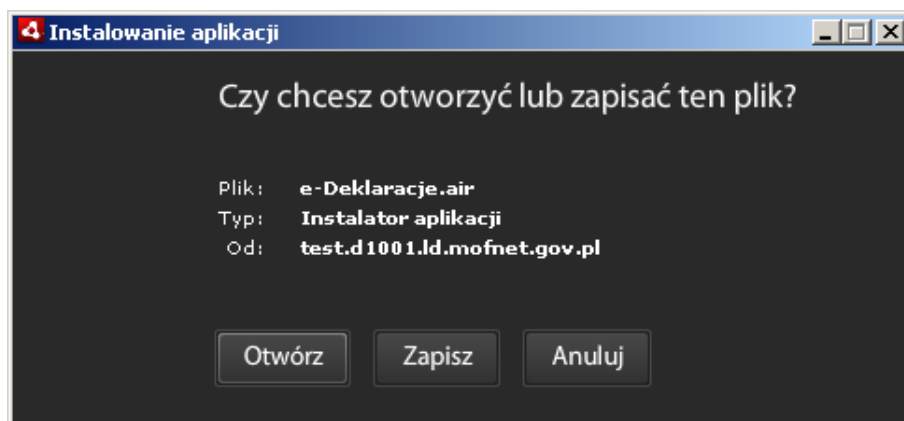 Instalowanie aplikacji
Czy chcesz otworzyć lub zapisać ten plik?
Plik: e-Deklaracje.air
Typ: Instalator aplikacji
Od: test.d1001.ld.mofnet.gov.pl
Otwórz Zapisz Anuluj